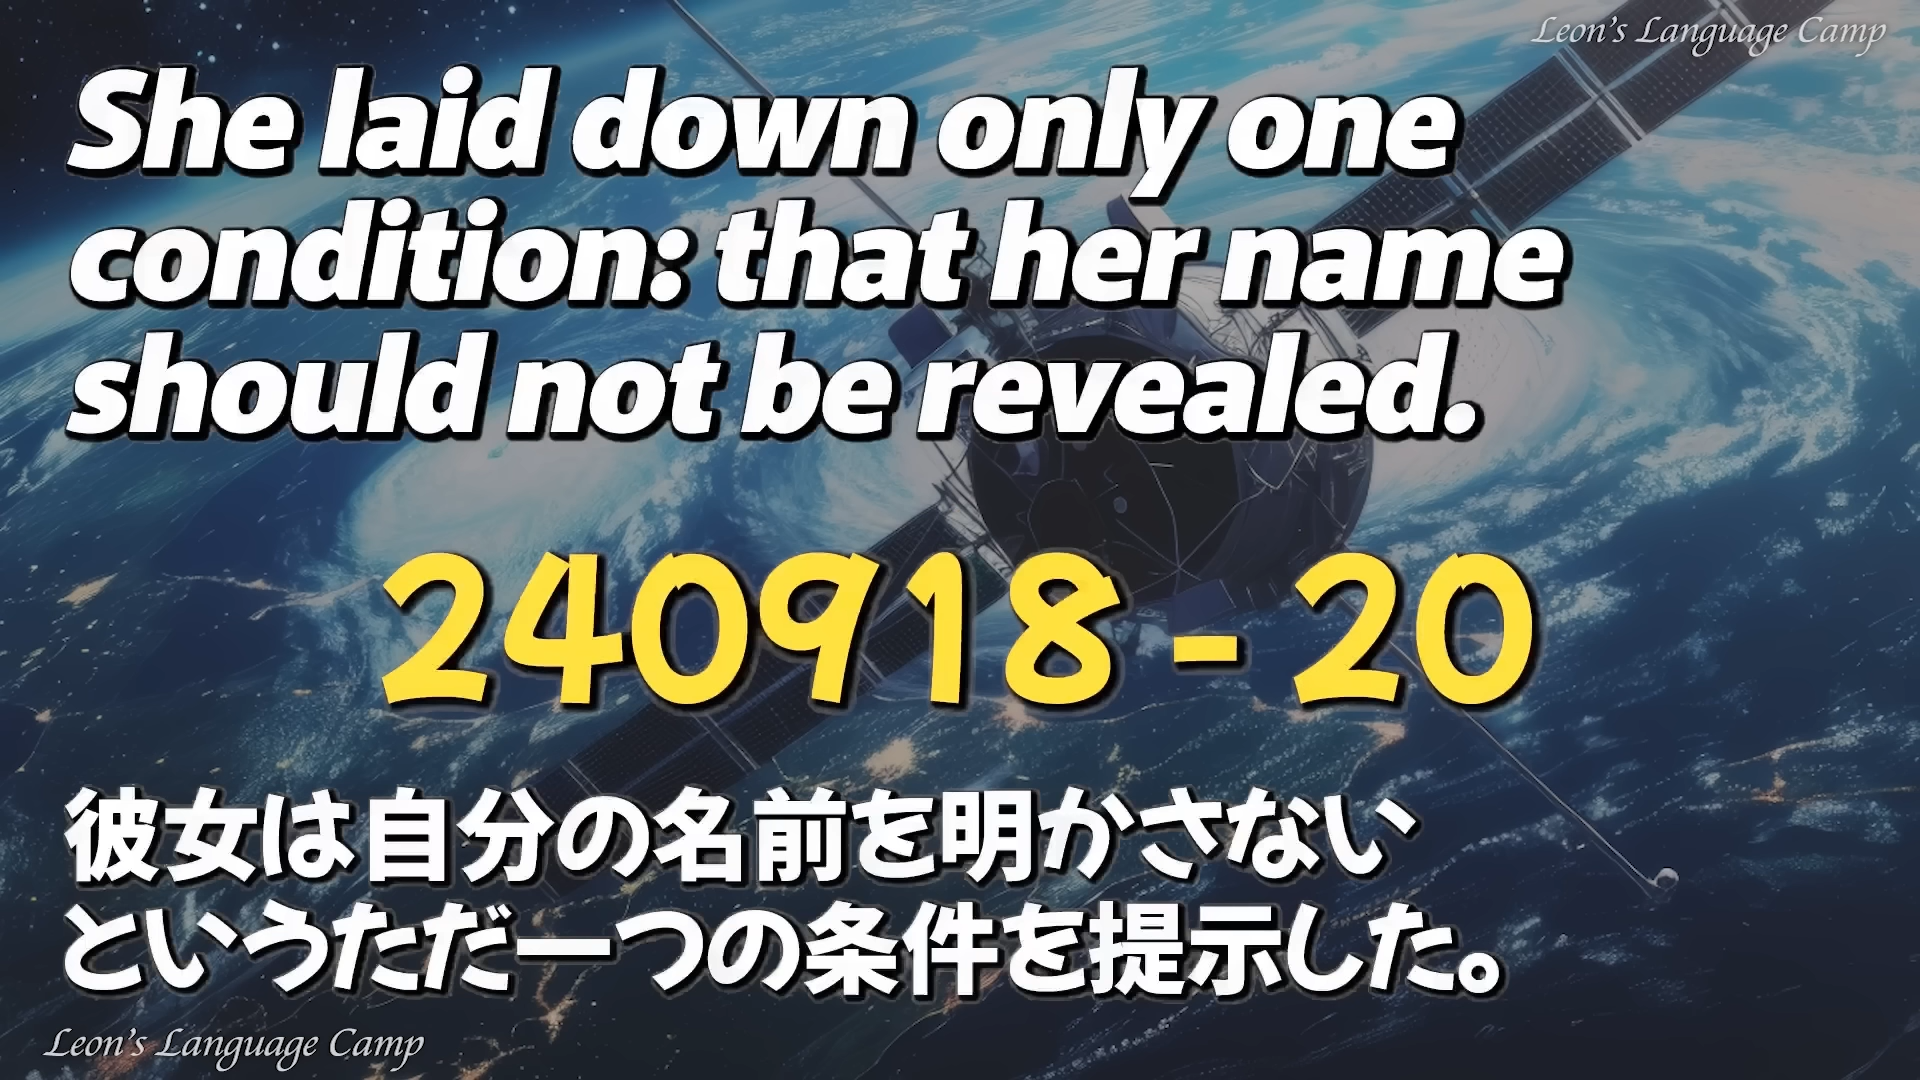 Leon's Language Camp
She laid down only one
condition: that her name
should not be revealed.
240918-20
彼女は自分の名前を明かさない
というただ一つの条件を提示した。
Leon's Language Camp